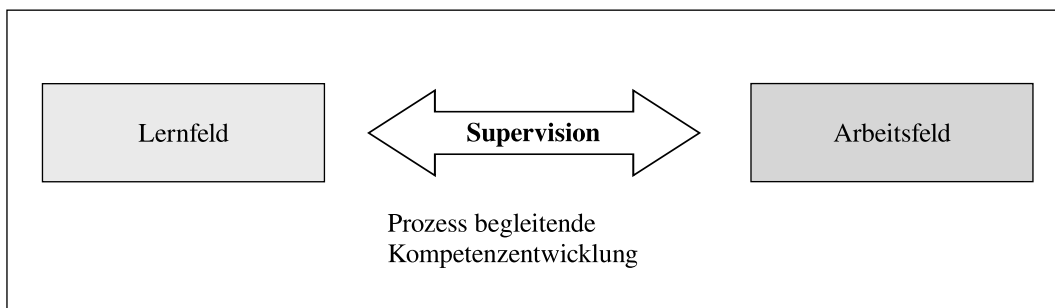 Lernfeld
Supervision
Arbeitsfeld
Prozess begleitende
Kompetenzentwicklung